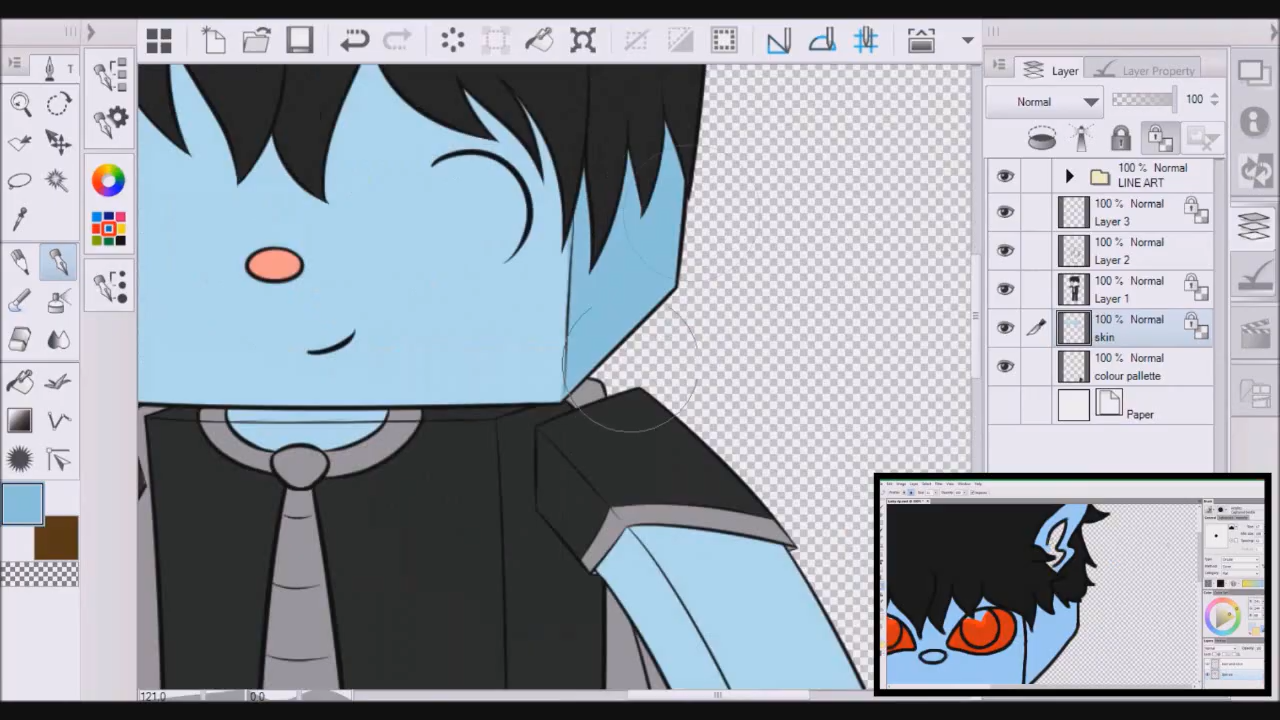 T
Layer
Layer Property
Normal
100
100 % Normal
LINE ART
100 % Normal
Layer 3
100 % Normal
Layer 2
100 % Normal
Layer 1
100 % Normal
skin
100 % Normal
colour pallette
Paper
121.0
0.0